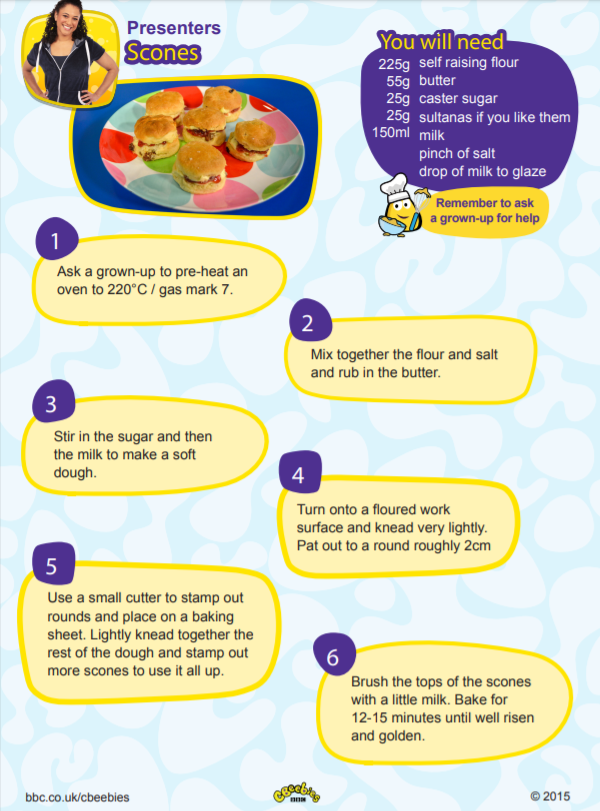 Presenters
Scones
You will need
225g self raising flour
55g butter
25g caster sugar
25g sultanas if you like them
150ml milk
pinch of salt
drop of milk to glaze
Remember to ask
a grown-up for help
1
Ask a grown-up to pre-heat an
oven to 220°C / gas mark 7.
2
Mix together the flour and salt
and rub in the butter.
3
Stir in the sugar and then
the milk to make a soft
dough.
4
Turn onto a floured work
surface and knead very lightly.
Pat out to a round roughly 2cm
5
Use a small cutter to stamp out
rounds and place on a baking
sheet. Lightly knead together the
rest of the dough and stamp out
more scones to use it all up.
6
Brush the tops of the scones
with a little milk. Bake for
12-15 minutes until well risen
and golden.
bbc.co.uk/cbeebies
CBeebies
BBC
© 2015